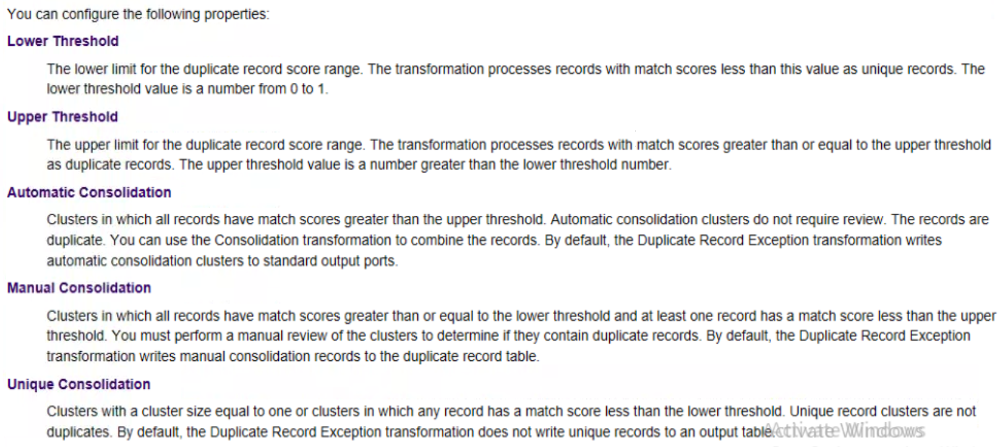 You can configure the following properties:
Lower Threshold
The lower limit for the duplicate record score range. The transformation processes records with match scores less than this value as unique records. The
lower threshold value is a number from 0 to 1.
Upper Threshold
The upper limit for the duplicate record score range. The transformation processes records with match scores greater than or equal to the upper threshold
as duplicate records. The upper threshold value is a number greater than the lower threshold number.
Automatic Consolidation
Clusters in which all records have match scores greater than the upper threshold. Automatic consolidation clusters do not require review. The records are
duplicate. You can use the Consolidation transformation to combine the records. By default, the Duplicate Record Exception transformation writes
automatic consolidation clusters to standard output ports.
Manual Consolidation
Clusters in which all records have match scores greater than or equal to the lower threshold and at least one record has a match score less than the upper
threshold. You must perform a manual review of the clusters to determine if they contain duplicate records. By default, the Duplicate Record Exception
transformation writes manual consolidation records to the duplicate record table.
Unique Consolidation
Clusters with a cluster size equal to one or clusters in which any record has a match score less than the lower threshold. Unique record clusters are not
duplicates. By default, the Duplicate Record Exception transformation does not write unique records to an output table.
Activate Windows